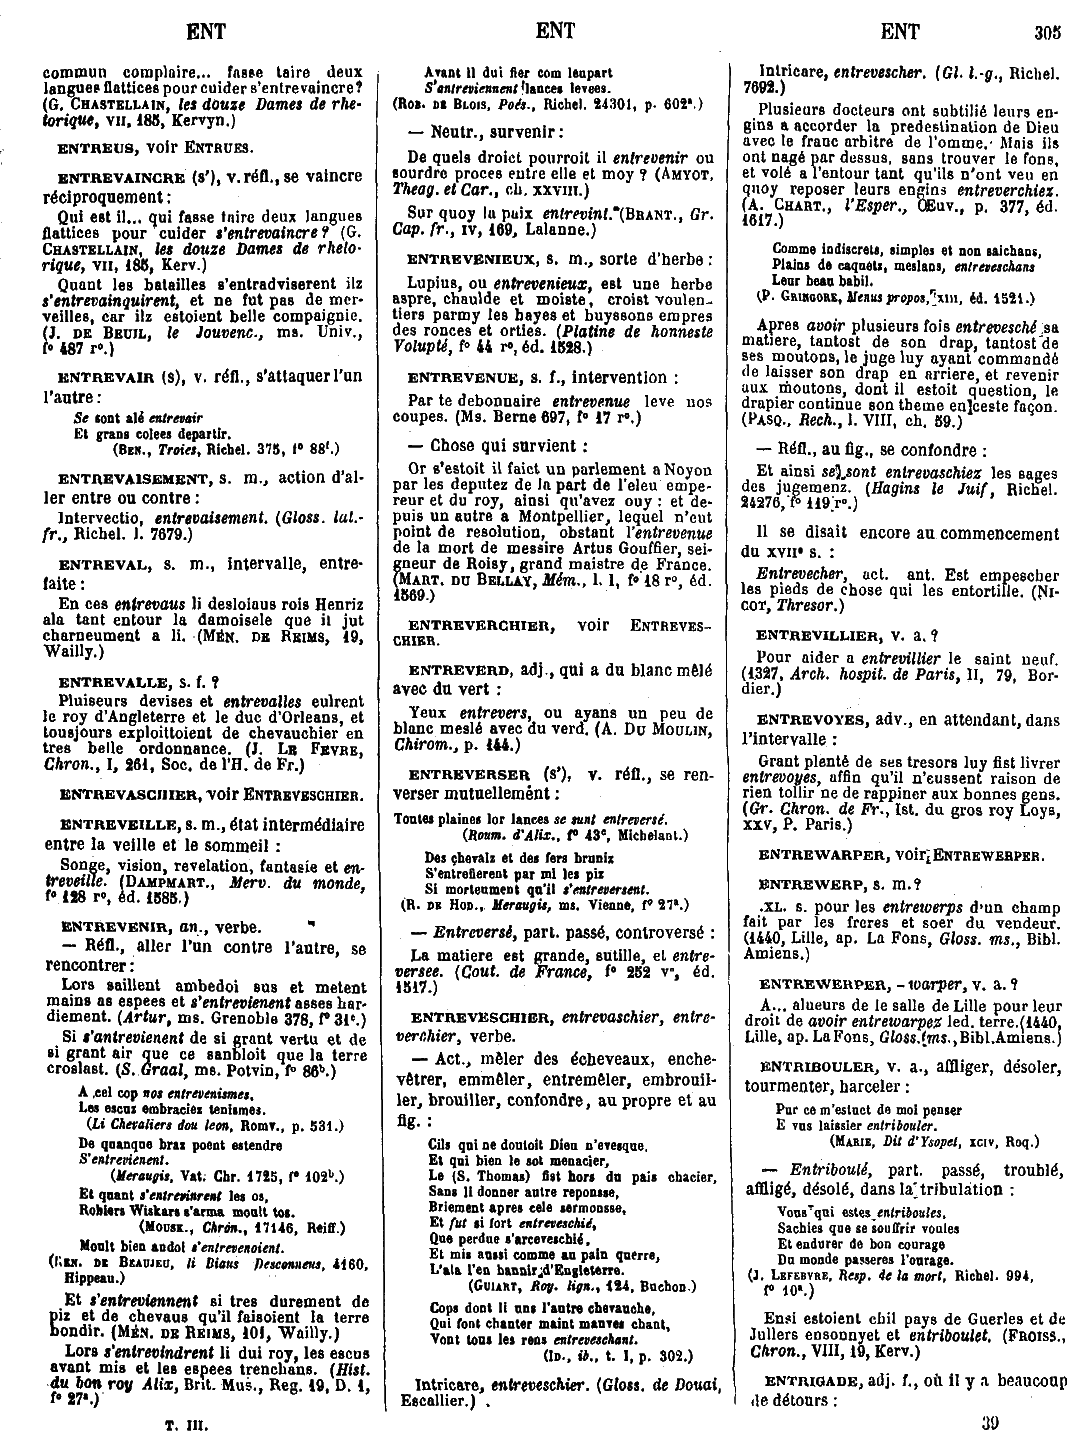 ENT
ENT
ENT 305
commun complaire... fasse taire deux
langues flattices pour cuider s'entrevaincre?
(G. CHASTELLAIN, les douze Dames de rhe-
torique, VII, 185, Kervyn.)
ENTREUS, voir ENTRUES.
ENTREVAINCRE (s'), v. réfl., se vaincre
réciproquement :
Qui est il... qui fasse taire deux langues
flattices pour cuider s'entrevaincre? (G.
CHASTELLAIN, les douze Dames de rheto-
rique, VII, 185, Kerv.)
Quant les batailles s'entradviserent ilz
s'entrevainquirent, et ne fut pas de mer-
veilles, car ilz estoient belle compaignie.
(J. DE BEUIL, le Jouvenc., ms. Univ.,
f° 487 r°.)
ENTREVAIR (s), v. réfl., s'attaquer l'un
l'autre :
Se sont alé entrevair
Et grans colees departir.
(BEN., Troies, Richel. 375, f° 88f.)
ENTREVAISEMENT, s. m., action d'al-
ler entre ou contre :
Intervectio, entrevaisement. (Gloss. lat.-
fr., Richel. l. 7679.)
ENTREVAL, s. m., intervalle, entre-
faite :
En ces entrevaus li desloiaus rois Henriz
ala tant entour la damoisele que il jut
charneument a li. (MÉN. DE REIMS, 19,
Wailly.)
ENTREVALLE, s. f. ?
Pluiseurs devises et entrevalles eulrent
le roy d'Angleterre et le duc d'Orleans, et
tousjours exploittoient de chevauchier en
tres belle ordonnance. (J. LE FEVRE,
Chron., I, 261, Soc. de l'H. de Fr.)
ENTREVASCHIER, voir ENTREVESCHIER.
ENTREVEILLE, s. m., état intermédiaire
entre la veille et le sommeil :
Songe, vision, revelation, fantasie et en-
treveille. (DAMPMART., Merv. du monde,
f° 128 r°, éd. 1585.)
ENTREVENIR, an., verbe.
— Réfl., aller l'un contre l'autre, se
rencontrer :
Lors saillent ambedoi sus et metent
mains as espees et s'entrevienent asses har-
diement. (Artur, ms. Grenoble 378, f° 31c.)
Si s'antrevienent de si grant vertu et de
si grant air que ce sanbloit que la terre
croslast. (S. Graal, ms. Potvin, f° 86b.)
A cel cop nos entrevenismes,
Les escuz embraciez tenismes.
(Li Chevaliers dou leon, Romv., p. 531.)
De quanque braz poent estendre
S'entrevienent.
(Meraugis, Vat. Chr. 1725, f° 102b.)
Et quant s'entrevinrent les os,
Robiers Wiskars s'arma moult tos.
(MOUSK., Chrón., 17146, Reiff.)
Moult bien andoi s'entrevenoient.
(REN. DE BEAUJEU, li Biaus Desconneus, 4160,
Hippeau.)
Et s'entreviennent si tres durement de
piz et de chevaus qu'il faisoient la terre
bondir. (MÉN. DE REIMS, 101, Wailly.)
Lors s'entrevindrent li dui roy, les escus
avant mis et les espees trenchans. (Hist.
du bon roy Alix, Brit. Mus., Reg. 19, D. 1,
f° 27a.)
T. III.
Avant il dui fier com leupart
S'entreviennent lances levees.
(ROB. DE BLOIS, Poés., Richel. 24301, p. 602a.)
— Neutr., survenir :
De quels droict pourroit il entrevenir ou
sourdre proces entre elle et moy ? (AMYOT,
Theag. et Car., ch. XXVIII.)
Sur quoy la paix entrevint. (BRANT., Gr.
Cap. fr., IV, 169, Lalanne.)
ENTREVENIEUX, s. m., sorte d'herbe :
Lupius, ou entrevenieux, est une herbe
aspre, chaulde et moiste, croist voulen-
tiers parmy les hayes et buyssons empres
des ronces et orties. (Platine de honneste
Volupté, f° 44 r°, éd. 1528.)
ENTREVENUE, s. f., intervention :
Par te debonnaire entrevenue leve nos
coupes. (Ms. Berne 697, f° 17 r°.)
— Chose qui survient :
Or s'estoit il faict un parlement a Noyon
par les deputez de la part de l'eleu empe-
reur et du roy, ainsi qu'avez ouy : et de-
puis un autre a Montpellier, lequel n'eut
point de resolution, obstant l'entrevenue
de la mort de messire Artus Gouffier, sei-
gneur de Roisy, grand maistre de France.
(MART. DU BELLAY, Mém., l. I, f° 18 r°, éd.
1569.)
ENTREVERCHIER, voir ENTREVES-
CHIER.
ENTREVERD, adj., qui a du blanc mêlé
avec du vert :
Yeux entrevers, ou ayans un peu de
blanc meslé avec du verd. (A. DU MOULIN,
Chirom., p. 144.)
ENTREVERSER (s'), v. réfl., se ren-
verser mutuellement :
Toutes plaines lor lances se sunt entreversé.
(Roum. d'Alix., f° 43c, Michelant.)
Des chevalz et des fers bruniz
S'entrefierent par mi les piz
Si morteument qu'il s'entreversent.
(R. DE HOD., Meraugis, ms. Vienne, f° 27a.)
— Entreversé, part. passé, controversé :
La matiere est grande, sutille, et entre-
versee. (Cout. de France, f° 252 v°, éd.
1517.)
ENTREVESCHIER, entrevaschier, entre-
verchier, verbe.
— Act., mêler des écheveaux, enche-
vêtrer, emmêler, entremêler, embrouil-
ler, brouiller, confondre, au propre et au
fig. :
Cils qui ne doutoit Dieu n'evesque,
Et qui bien le sot menacier,
Le (S. Thomas) fist hors du pais chacier,
Sans li donner autre reponsse,
Briement apres cele sermonsse,
Et fut si fort entreveschié,
Que perdue s'arceveschié,
Et mis aussi comme au pain querre,
L'ala l'en bannir d'Engleterre.
(GUIART, Roy. lign., 124, Buchon.)
Cops dont li uns l'autre chevauche,
Qui font chanter maint mauves chant,
Vont tous les rens entreveschant.
(ID., ib., t. I, p. 302.)
Intricare, entreveschier. (Gloss. de Douai,
Escallier.)
Intricare, entrevescher. (Gl. l.-g., Richel.
7692.)
Plusieurs docteurs ont subtilié leurs en-
gins a accorder la predestination de Dieu
avec le franc arbitre de l'omme. Mais ils
ont nagé par dessus, sans trouver le fons,
et volé a l'entour tant qu'ils n'ont veu en
quoy reposer leurs engins entreverchiez.
(A. CHART., l'Esper., Œuv., p. 377, éd.
1617.)
Comme indiscrets, simples et non saichans,
Plains de caquets, meslans, entreveschans
Leur beau babil.
(P. GRINGORE, Menus propos, XIII, éd. 1521.)
Apres avoir plusieurs fois entrevesché sa
matiere, tantost de son drap, tantost de
ses moutons, le juge luy ayant commandé
de laisser son drap en arriere, et revenir
aux moutons, dont il estoit question, le
drapier continue son theme en ceste façon.
(PASQ., Rech., l. VIII, ch. 59.)
— Réfl., au fig., se confondre :
Et ainsi se sont entrevaschiez les sages
des jugemenz. (Hagins le Juif, Richel.
24276, f° 119 r°.)
Il se disait encore au commencement
du XVIIe s. :
Entrevecher, act. ant. Est empescher
les pieds de chose qui les entortille. (NI-
COT, Thresor.)
ENTREVILLIER, v. a. ?
Pour aider a entrevillier le saint neuf.
(1327, Arch. hospit. de Paris, II, 79, Bor-
dier.)
ENTREVOYES, adv., en attendant, dans
l'intervalle :
Grant plenté de ses tresors luy fist livrer
entrevoyes, affin qu'il n'eussent raison de
rien tollir ne de rappiner aux bonnes gens.
(Gr. Chron. de Fr., Ist. du gros roy Loys,
XXV, P. Paris.)
ENTREWARPER, voir ENTREWERPER.
ENTREWERP, s. m. ?
.XL. s. pour les entrewerps d'un champ
fait par les freres et soer du vendeur.
(1440, Lille, ap. La Fons, Gloss. ms., Bibl.
Amiens.)
ENTREWERPER, -warper, v. a. ?
A... alueurs de le salle de Lille pour leur
droit de avoir entrewarpez led. terre. (1440,
Lille, ap. La Fons, Gloss. ms., Bibl. Amiens.)
ENTRIBOULER, v. a., affliger, désoler,
tourmenter, harceler :
Pur ce m'estuet de moi penser
E vus laissier entribouler.
(MARIE, Dit d'Ysopet, XCIV, Roq.)
— Entriboulé, part. passé, troublé,
affligé, désolé, dans la tribulation :
Vous qui estes entriboules,
Sachies que se souffrir voules
Et endurer de bon courage
Du monde passeres l'orage.
(J. LEFEBVRE, Resp. de la mort, Richel. 994,
f° 10a.)
Ensi estoient chil pays de Guerles et de
Jullers ensonnyet et entriboulet. (FROISS.,
Chron., VIII, 19, Kerv.)
ENTRIGADE, adj. f., où il y a beaucoup
de détours :
39